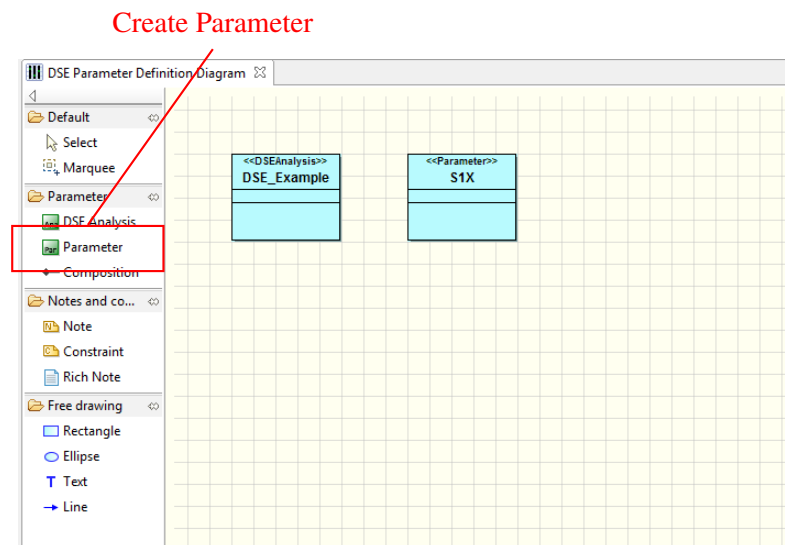 Create Parameter
DSE Parameter Definition Diagram
Default
Select
Marquee
Parameter
DSE Analysis
Parameter
Composition
Notes and co...
Note
Constraint
Rich Note
Free drawing
Rectangle
Ellipse
T Text
Line
<<DSEAnalysis>>
DSE_Example
<<Parameter>>
S1X